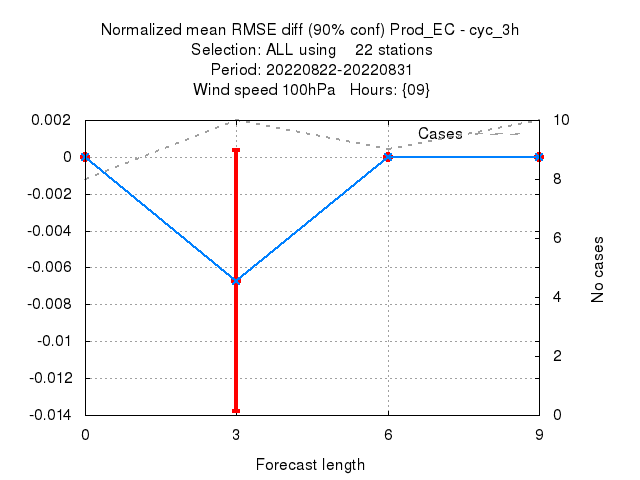 Normalized mean RMSE diff (90% conf) Prod_EC - cyc_3h
Selection: ALL using    22 stations
Period: 20220822-20220831
Wind speed 100hPa   Hours: {09}
Cases
0.002
0
-0.002
-0.004
-0.006
-0.008
-0.01
-0.012
-0.014
10
8
6
4
2
0
No cases
0
3
6
9
Forecast length